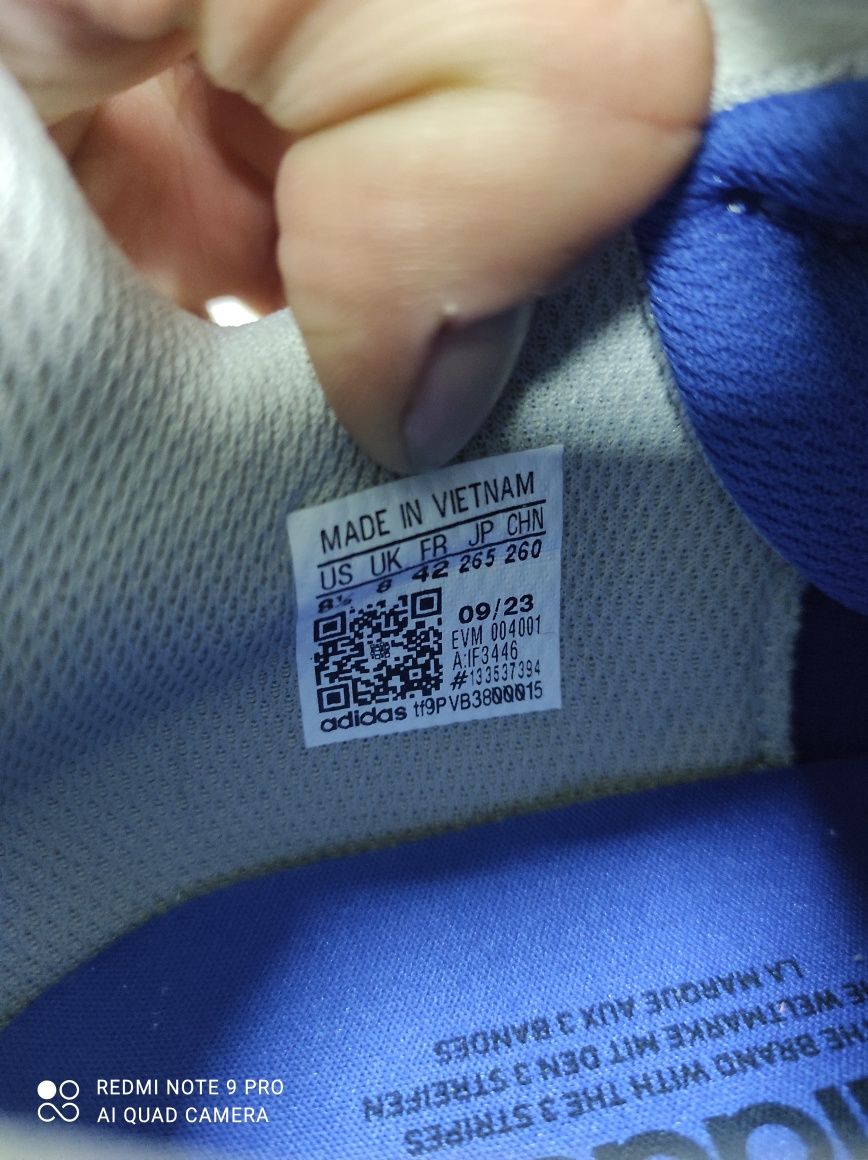 MADE IN VIETNAM
US UK FR JP CHN
8½ 8 42 265 260
09/23
EVM 004001
A:IF3446
#133537394
adidas tf9PVB3800015
THE BRAND WITH THE 3 STRIPES
DIE WELTMARKE MIT DEN 3 STREIFEN
LA MARQUE AUX 3 BANDES
REDMI NOTE 9 PRO
AI QUAD CAMERA